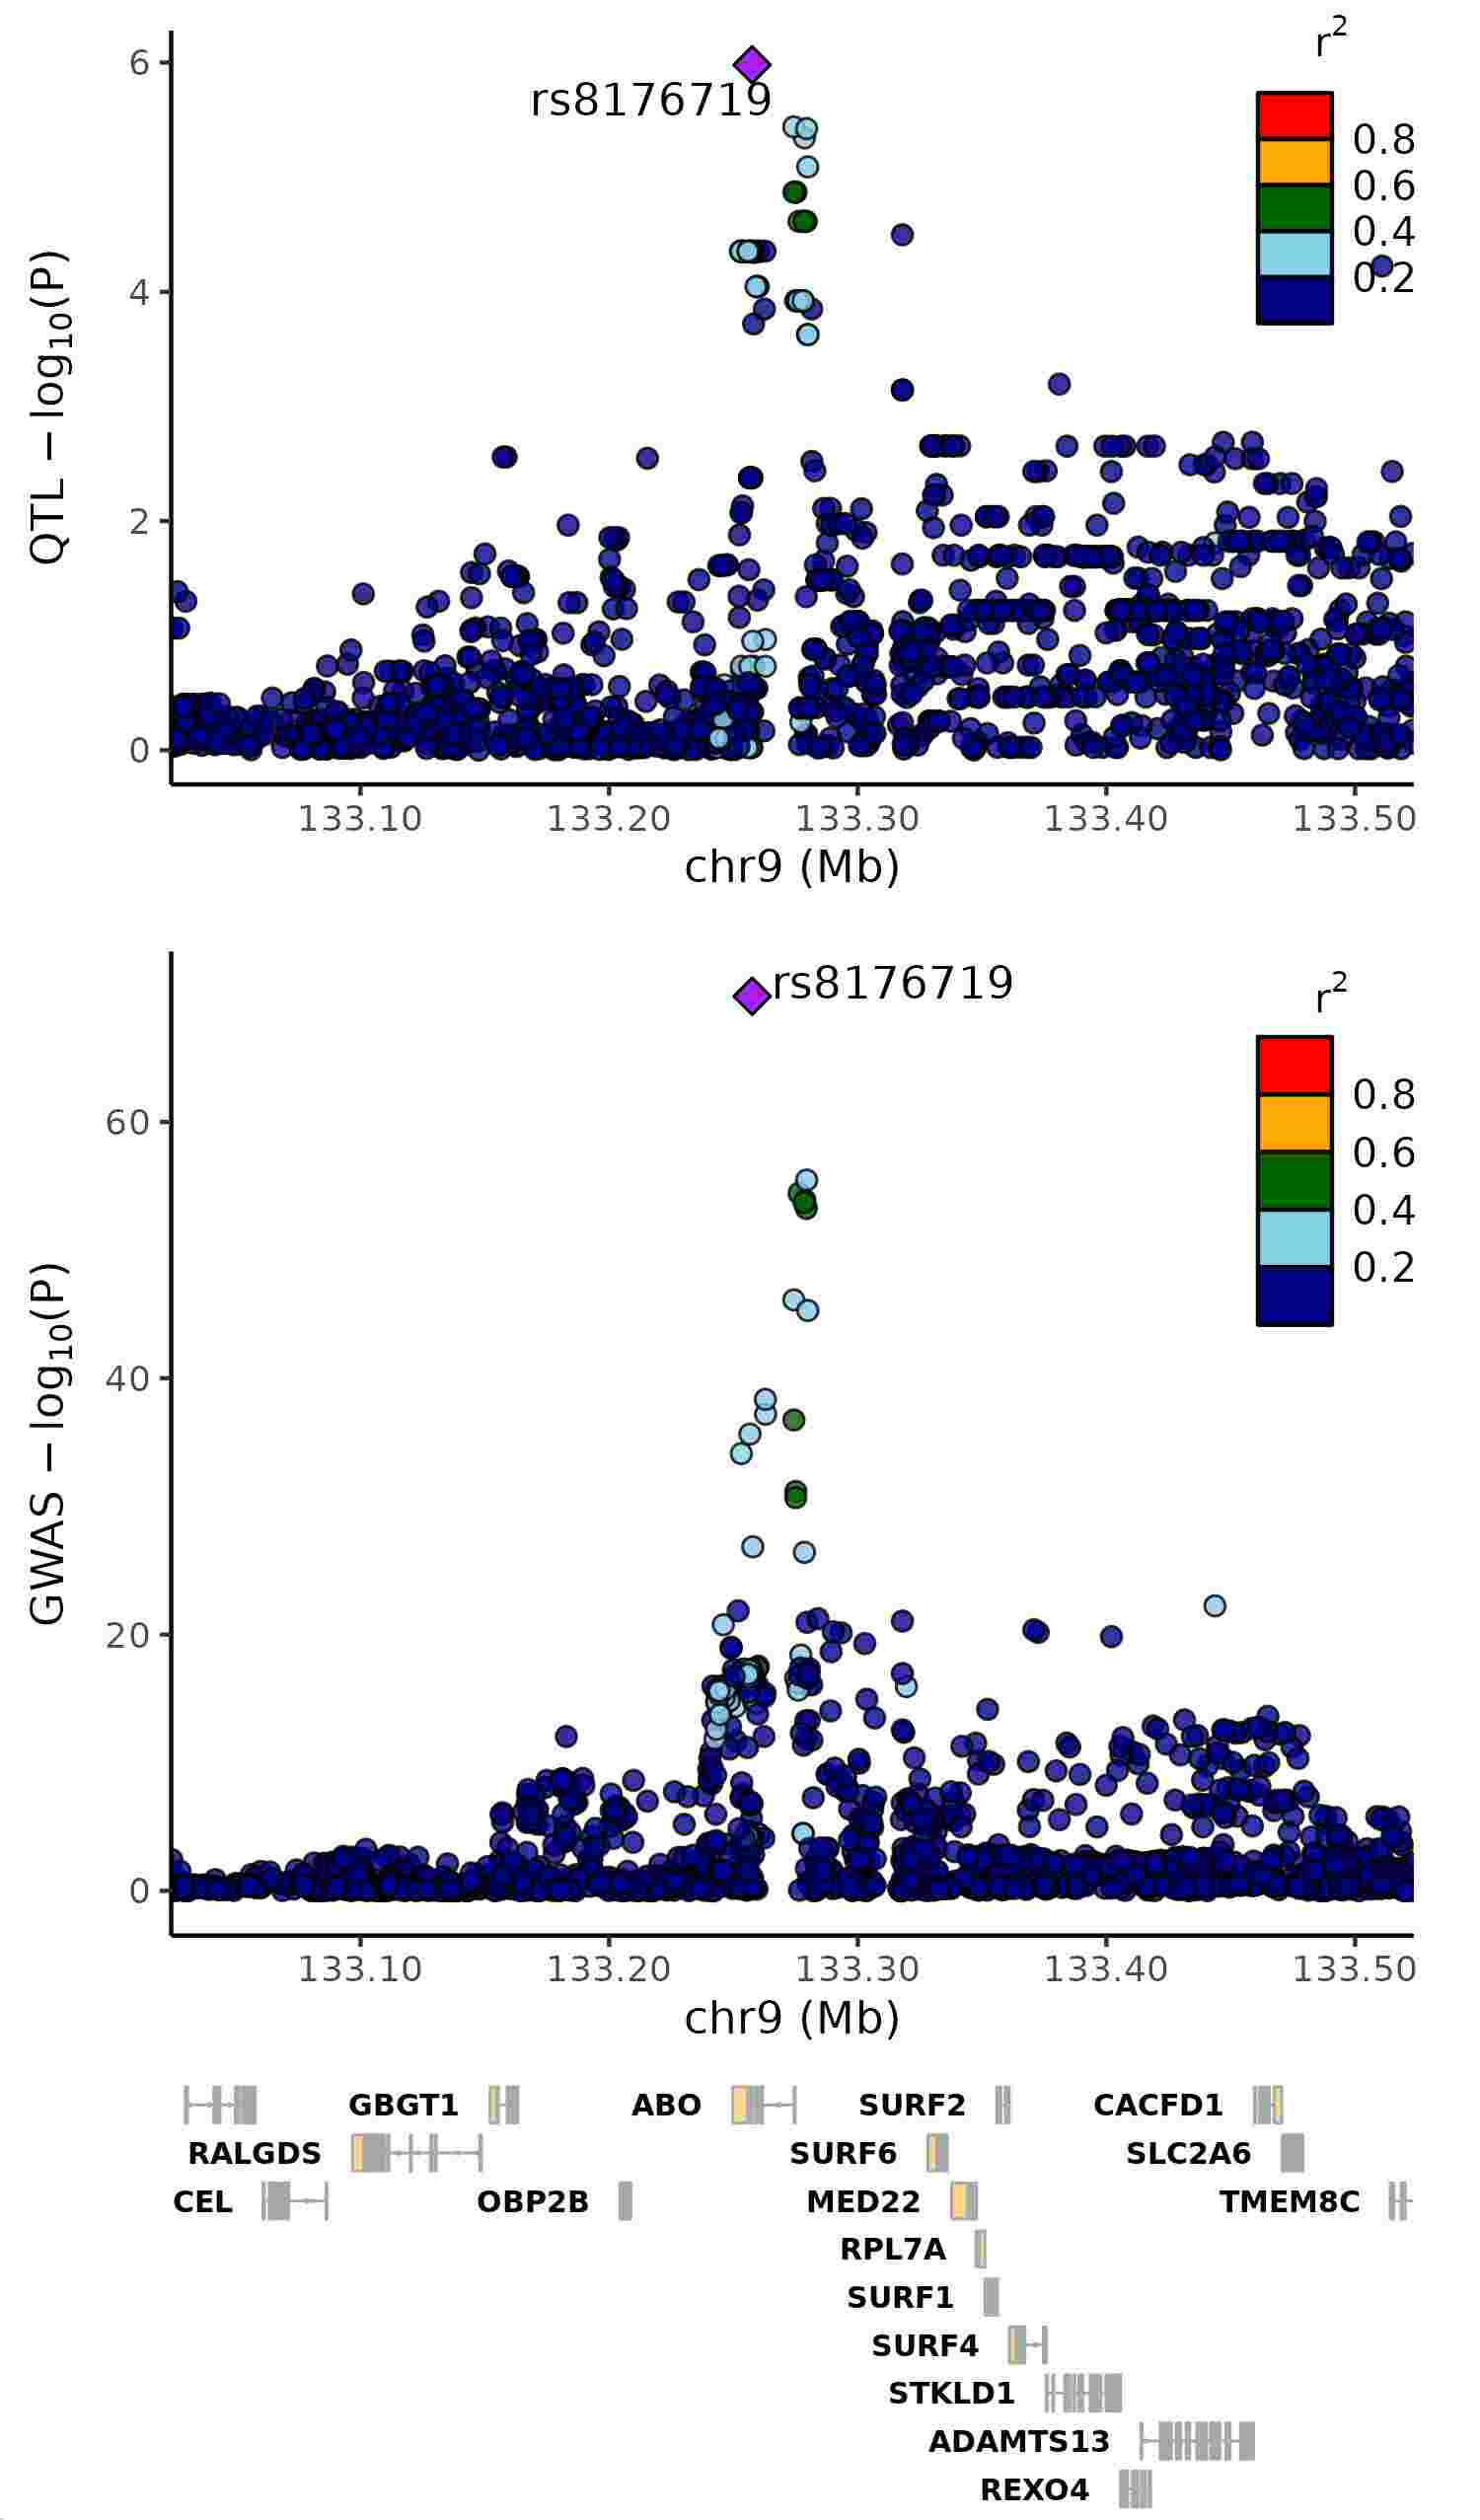 r2
6
rs8176719
0.8
0.6
0.4
0.2
4
2
0
QTL −log10(P)
133.10 133.20 133.30 133.40 133.50
chr9 (Mb)
rs8176719
r2
60
0.8
0.6
0.4
0.2
40
20
0
GWAS −log10(P)
133.10 133.20 133.30 133.40 133.50
chr9 (Mb)
GBGT1 ABO SURF2 CACFD1
RALGDS SURF6 SLC2A6
CEL OBP2B MED22 TMEM8C
RPL7A
SURF1
SURF4
STKLD1
ADAMTS13
REXO4